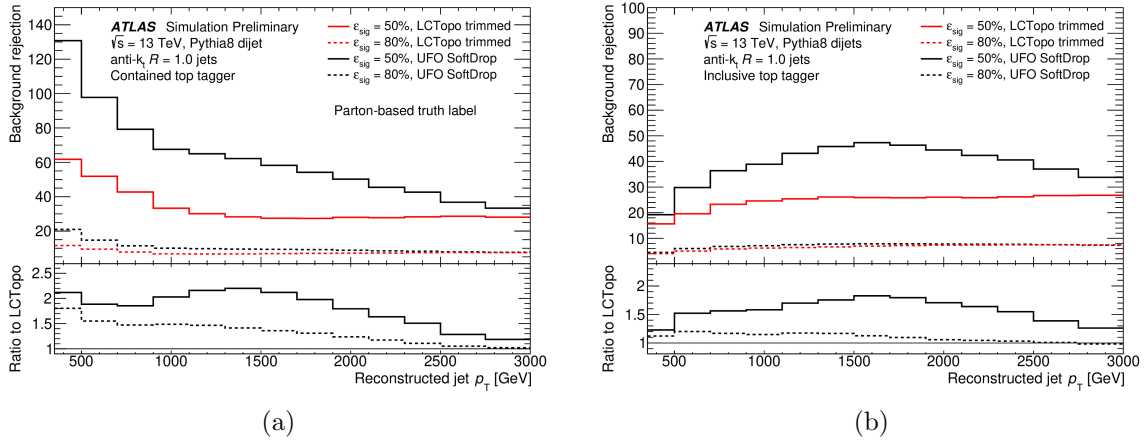 ATLAS Simulation Preliminary
√s = 13 TeV, Pythia8 dijet
anti-kt R = 1.0 jets
Contained top tagger
εsig = 50%, LCTopo trimmed
εsig = 80%, LCTopo trimmed
εsig = 50%, UFO SoftDrop
εsig = 80%, UFO SoftDrop
Parton-based truth label
Background rejection
140
120
100
80
60
40
20
Ratio to LCTopo
2.5
2
1.5
1
500 1000 1500 2000 2500 3000
Reconstructed jet pT [GeV]
(a)
ATLAS Simulation Preliminary
√s = 13 TeV, Pythia8 dijets
anti-kt R = 1.0 jets
Inclusive top tagger
εsig = 50%, LCTopo trimmed
εsig = 80%, LCTopo trimmed
εsig = 50%, UFO SoftDrop
εsig = 80%, UFO SoftDrop
Background rejection
100
90
80
70
60
50
40
30
20
10
0
Ratio to LCTopo
2
1.5
1
500 1000 1500 2000 2500 3000
Reconstructed jet pT [GeV]
(b)